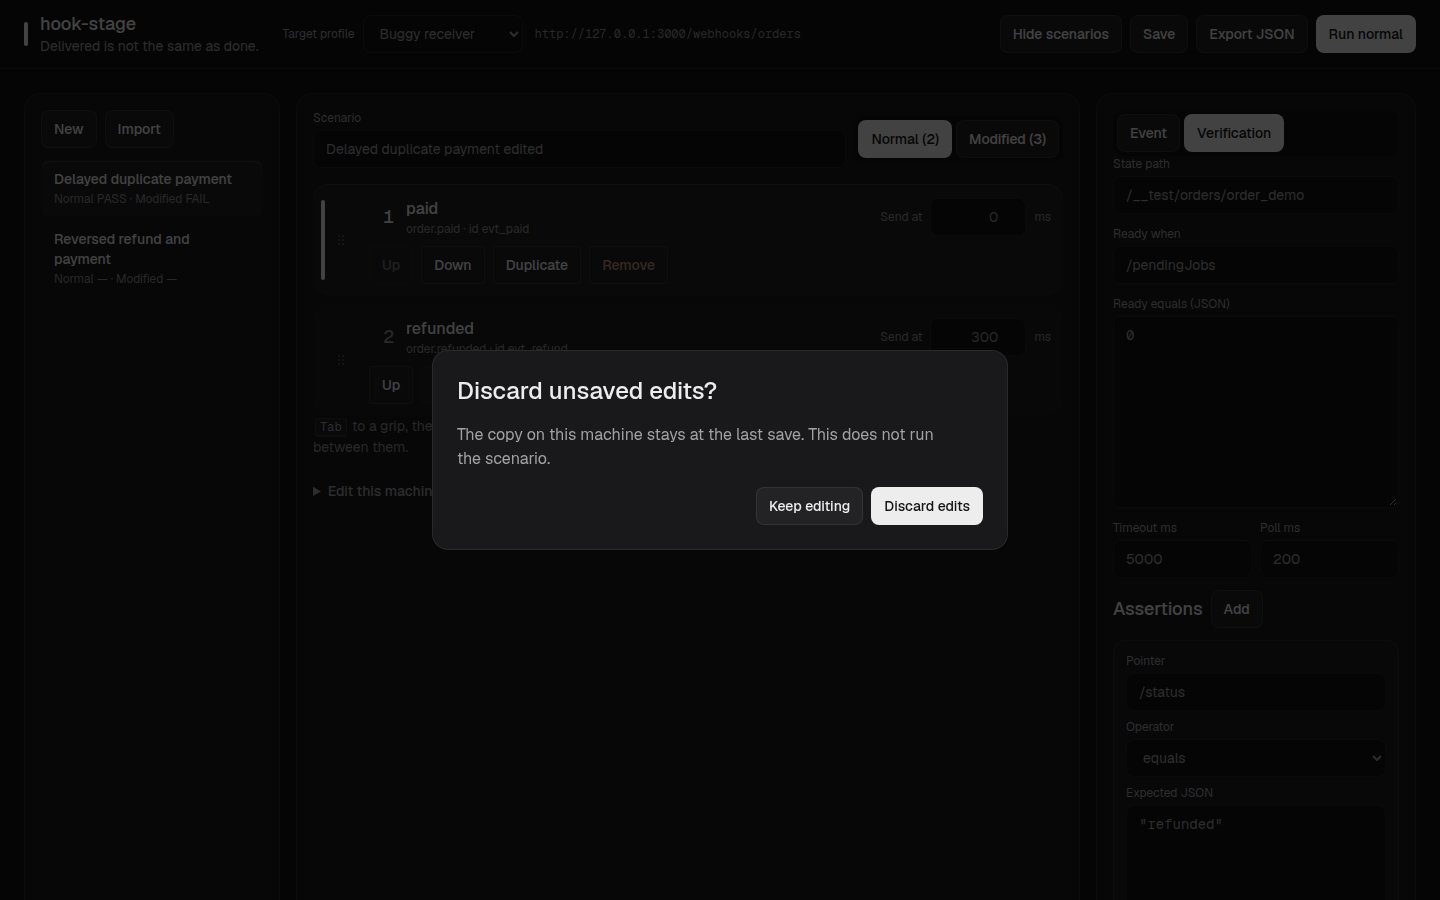 hook-stage
Delivered is not the same as done.
Target profile
Buggy receiver
http://127.0.0.1:3000/webhooks/orders
Hide scenarios
Save
Export JSON
Run normal
New
Import
Delayed duplicate payment
Normal PASS · Modified FAIL
Reversed refund and
payment
Normal — · Modified —
Scenario
Delayed duplicate payment edited
Normal (2)
Modified (3)
1
paid
order.paid · id evt_paid
Send at
0
ms
Up
Down
Duplicate
Remove
2
refunded
order.refunded · id evt_refund
Send at
300
ms
Up
Tab to a grip, the
between them.
Edit this machin
Discard unsaved edits?
The copy on this machine stays at the last save. This does not run
the scenario.
Keep editing
Discard edits
Event
Verification
State path
/__test/orders/order_demo
Ready when
/pendingJobs
Ready equals (JSON)
0
Timeout ms
Poll ms
5000
200
Assertions
Add
Pointer
/status
Operator
equals
Expected JSON
"refunded"